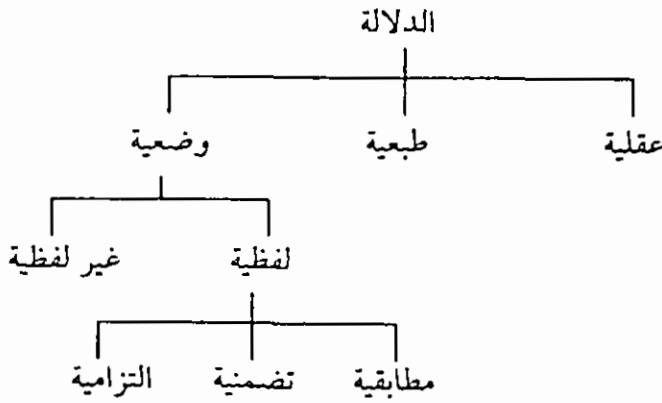 الدلالة
عقلية طبعية وضعية
لفظية غير لفظية
مطابقية تضمنية التزامية